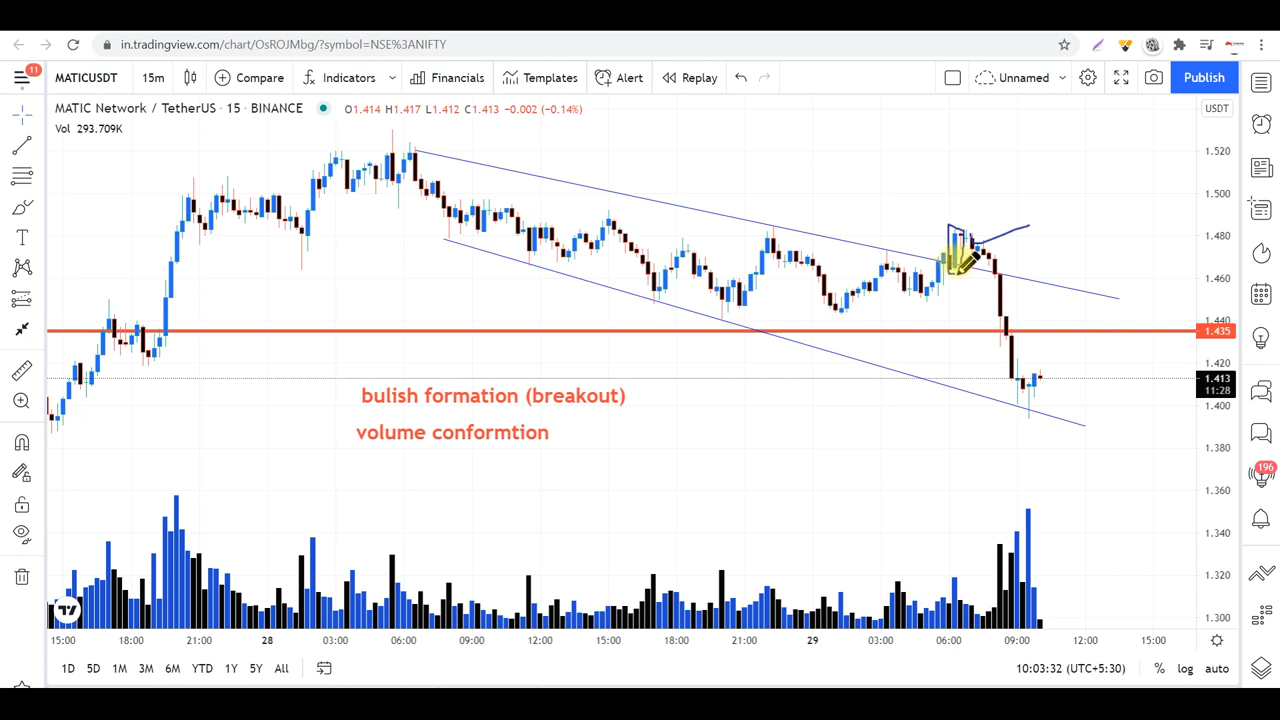 in.tradingview.com/chart/OsROJMbg/?symbol=NSE%3ANIFTY
11
MATICUSDT 15m Compare Indicators Financials Templates Alert Replay Unnamed Publish
MATIC Network / TetherUS · 15 · BINANCE O1.414 H1.417 L1.412 C1.413 -0.002 (-0.14%) USDT
Vol 293.709K
1.520
1.500
1.480
1.460
1.440
1.435
1.420
1.413
11:28
1.400
bulish formation (breakout)
volume conformtion
1.380
1.360
1.340
1.320
1.300
196
15:00 18:00 21:00 28 03:00 06:00 09:00 12:00 15:00 18:00 21:00 29 03:00 06:00 09:00 12:00 15:00
1D 5D 1M 3M 6M YTD 1Y 5Y All 10:03:32 (UTC+5:30) % log auto